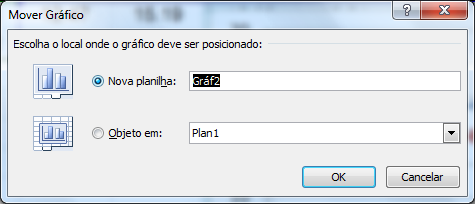 Mover Gráfico
Escolha o local onde o gráfico deve ser posicionado:
Nova planilha: Gráf2
Objeto em: Plan1
OK Cancelar